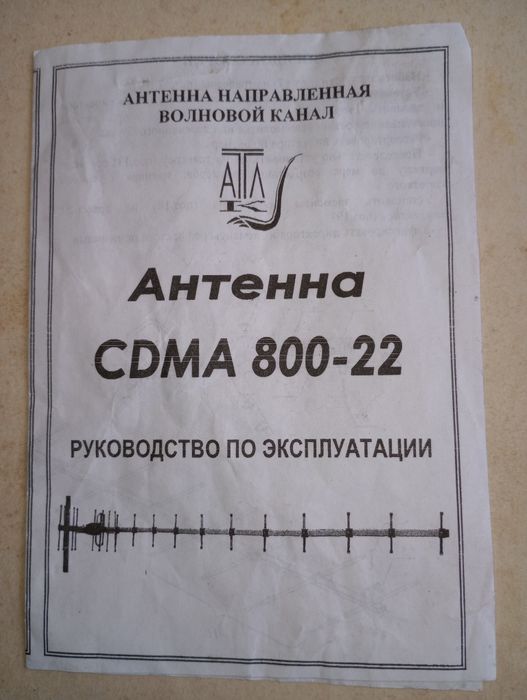 АНТЕННА НАПРАВЛЕННАЯ
ВОЛНОВОЙ КАНАЛ
АТЛ
Антенна
CDMA 800-22
РУКОВОДСТВО ПО ЭКСПЛУАТАЦИИ